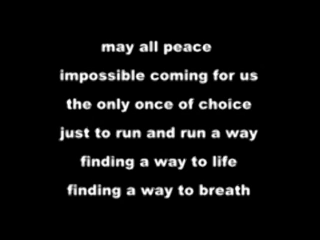 may all peace
impossible coming for us
the only once of choice
just to run and run a way
finding a way to life
finding a way to breath